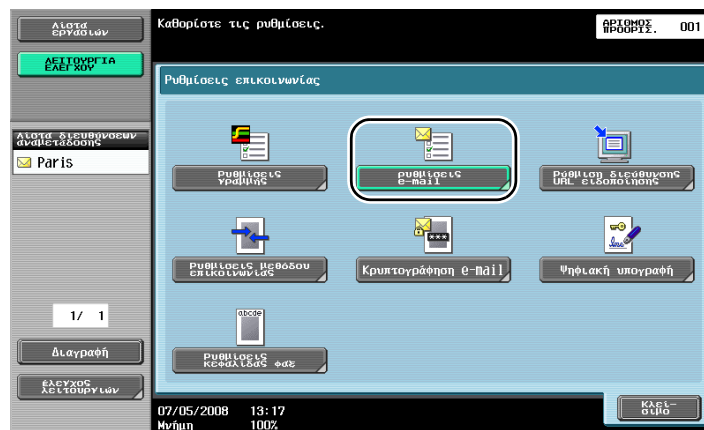 Λίστα
εργασιών
ΛΕΙΤΟΥΡΓΙΑ
ΕΛΕΓΧΟΥ
Λίστα διευθύνσεων
αναμετάδοσης
Paris
1/ 1
Διαγραφή
έλεγχος
λειτουργιών
Καθορίστε τις ρυθμίσεις.
ΑΡΙΘΜΟΣ
ΠΡΟΟΡΙΣ.
001
Ρυθμίσεις επικοινωνίας
Ρυθμίσεις
γραμμής
ρυθμίσεις
e-mail
Ρύθμιση διεύθυνσης
URL ειδοποίησης
Ρυθμίσεις μεθόδου
επικοινωνίας
Κρυπτογράφηση e-mail
Ψηφιακή υπογραφή
abcde
Ρυθμίσεις
κεφαλίδας φαξ
07/05/2008 13:17
Μνήμη 100%
Κλεί-
σιμο